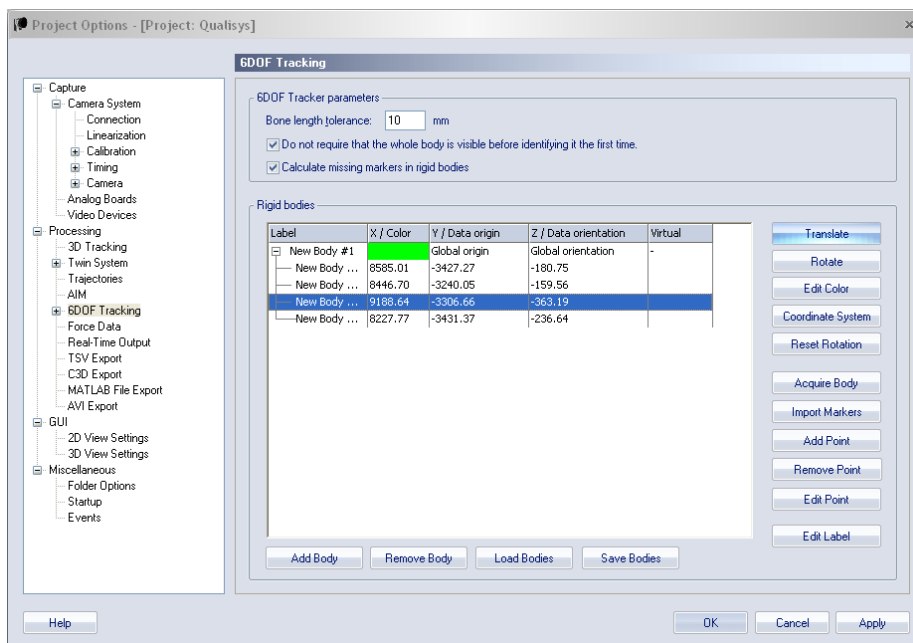 Project Options - [Project: Qualisys]
6DOF Tracking
Capture
Camera System
Connection
Linearization
Calibration
Timing
Camera
Analog Boards
Video Devices
Processing
3D Tracking
Twin System
Trajectories
AIM
6DOF Tracking
Force Data
Real-Time Output
TSV Export
C3D Export
MATLAB File Export
AVI Export
GUI
2D View Settings
3D View Settings
Miscellaneous
Folder Options
Startup
Events
6DOF Tracker parameters
Bone length tolerance: 10 mm
Do not require that the whole body is visible before identifying it the first time.
Calculate missing markers in rigid bodies
Rigid bodies
Label X / Color Y / Data origin Z / Data orientation Virtual
New Body #1 Global origin Global orientation -
New Body ... 8585.01 -3427.27 -180.75
New Body ... 8446.70 -3240.05 -159.56
New Body ... 9188.64 -3306.66 -363.19
New Body ... 8227.77 -3431.37 -236.64
Translate
Rotate
Edit Color
Coordinate System
Reset Rotation
Acquire Body
Import Markers
Add Point
Remove Point
Edit Point
Edit Label
Add Body Remove Body Load Bodies Save Bodies
Help OK Cancel Apply